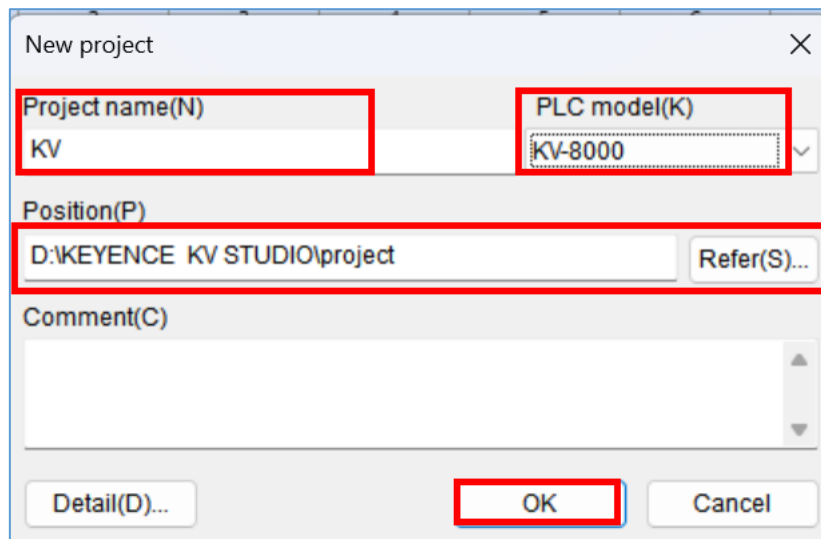 New project
Project name(N) PLC model(K)
KV KV-8000
Position(P)
D:\KEYENCE KV STUDIO\project Refer(S)...
Comment(C)
Detail(D)... OK Cancel